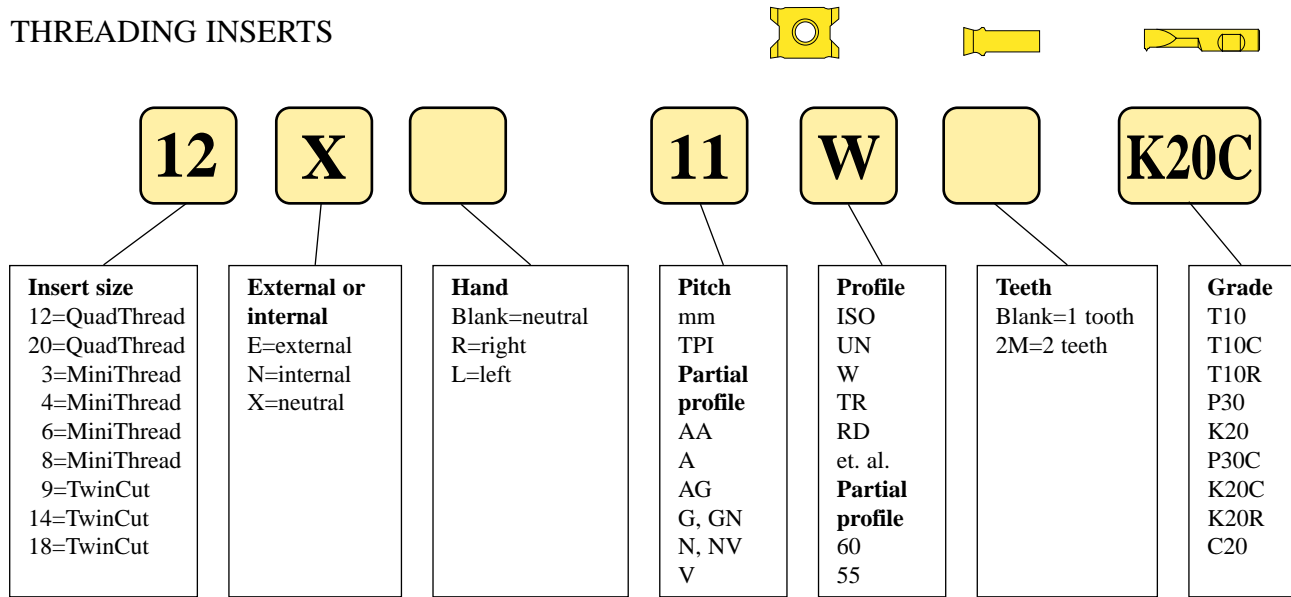 THREADING INSERTS
12 X 11 W K20C
Insert size
12=QuadThread
20=QuadThread
3=MiniThread
4=MiniThread
6=MiniThread
8=MiniThread
9=TwinCut
14=TwinCut
18=TwinCut
External or
internal
E=external
N=internal
X=neutral
Hand
Blank=neutral
R=right
L=left
Pitch
mm
TPI
Partial
profile
AA
A
AG
G, GN
N, NV
V
Profile
ISO
UN
W
TR
RD
et. al.
Partial
profile
60
55
Teeth
Blank=1 tooth
2M=2 teeth
Grade
T10
T10C
T10R
P30
K20
P30C
K20C
K20R
C20